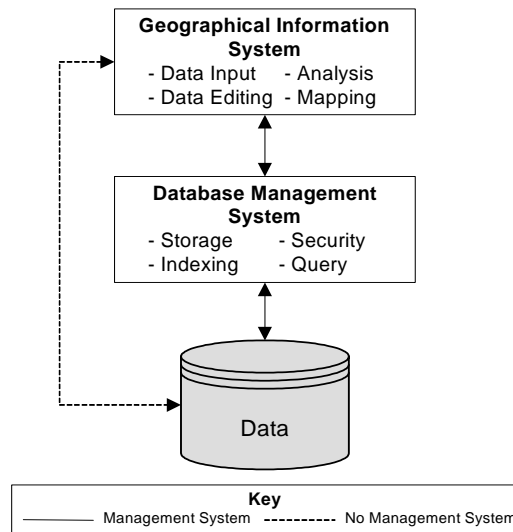 Geographical Information
System
- Data Input - Analysis
- Data Editing - Mapping
Database Management
System
- Storage - Security
- Indexing - Query
Data
Key
Management System No Management System